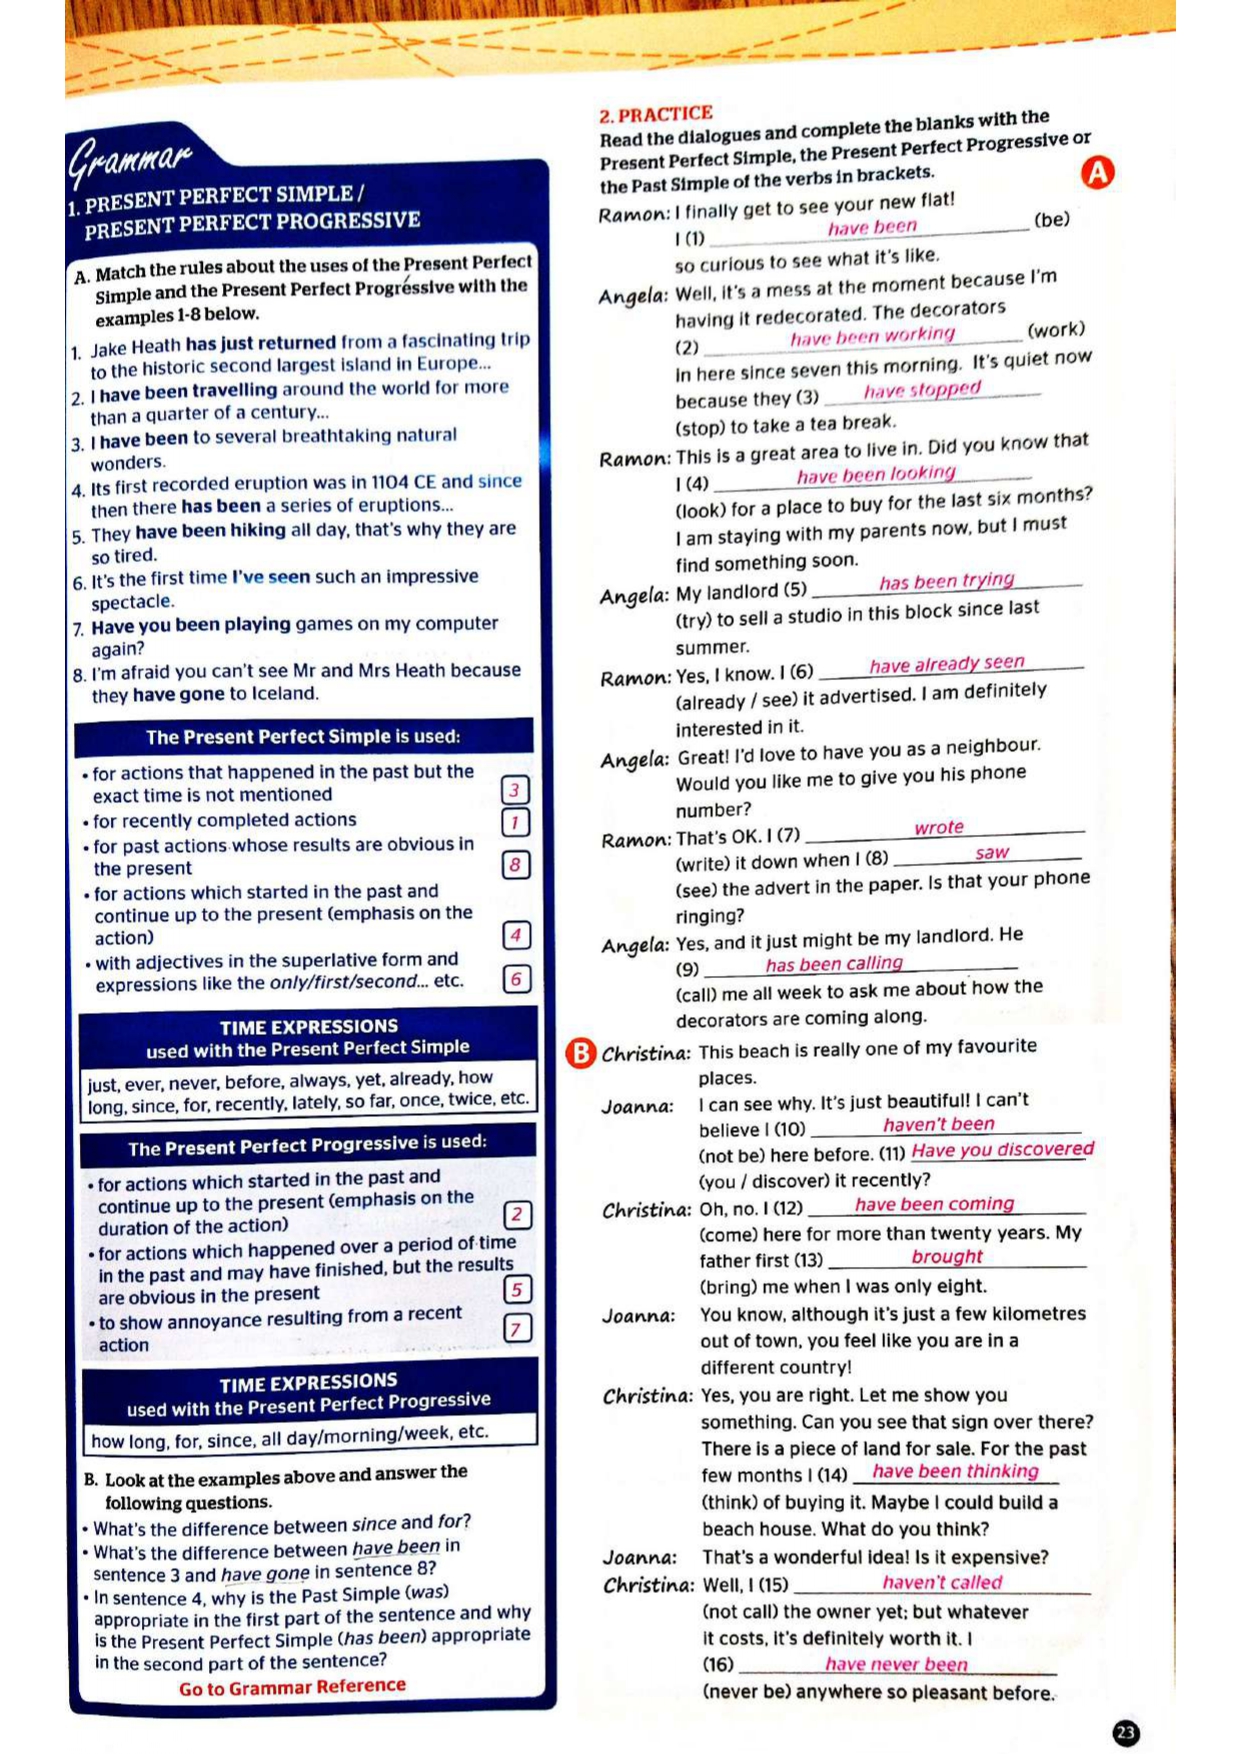 Grammar
1. PRESENT PERFECT SIMPLE /
PRESENT PERFECT PROGRESSIVE
A. Match the rules about the uses of the Present Perfect
Simple and the Present Perfect Progressive with the
examples 1-8 below.
1. Jake Heath has just returned from a fascinating trip
to the historic second largest island in Europe...
2. I have been travelling around the world for more
than a quarter of a century...
3. I have been to several breathtaking natural
wonders.
4. Its first recorded eruption was in 1104 CE and since
then there has been a series of eruptions...
5. They have been hiking all day, that's why they are
so tired.
6. It's the first time I've seen such an impressive
spectacle.
7. Have you been playing games on my computer
again?
8. I'm afraid you can't see Mr and Mrs Heath because
they have gone to Iceland.
The Present Perfect Simple is used:
• for actions that happened in the past but the
exact time is not mentioned 3
• for recently completed actions 1
• for past actions whose results are obvious in
the present 8
• for actions which started in the past and
continue up to the present (emphasis on the
action) 4
• with adjectives in the superlative form and
expressions like the only/first/second... etc. 6
TIME EXPRESSIONS
used with the Present Perfect Simple
just, ever, never, before, always, yet, already, how
long, since, for, recently, lately, so far, once, twice, etc.
The Present Perfect Progressive is used:
• for actions which started in the past and
continue up to the present (emphasis on the
duration of the action) 2
• for actions which happened over a period of time
in the past and may have finished, but the results
are obvious in the present 5
• to show annoyance resulting from a recent
action 7
TIME EXPRESSIONS
used with the Present Perfect Progressive
how long, for, since, all day/morning/week, etc.
B. Look at the examples above and answer the
following questions.
• What's the difference between since and for?
• What's the difference between have been in
sentence 3 and have gone in sentence 8?
• In sentence 4, why is the Past Simple (was)
appropriate in the first part of the sentence and why
is the Present Perfect Simple (has been) appropriate
in the second part of the sentence?
Go to Grammar Reference
2. PRACTICE
Read the dialogues and complete the blanks with the
Present Perfect Simple, the Present Perfect Progressive or
the Past Simple of the verbs in brackets.
A
Ramon: I finally get to see your new flat!
I (1) have been (be)
so curious to see what it's like.
Angela: Well, it's a mess at the moment because I'm
having it redecorated. The decorators
(2) have been working (work)
in here since seven this morning. It's quiet now
because they (3) have stopped
(stop) to take a tea break.
Ramon: This is a great area to live in. Did you know that
I (4) have been looking
(look) for a place to buy for the last six months?
I am staying with my parents now, but I must
find something soon.
Angela: My landlord (5) has been trying
(try) to sell a studio in this block since last
summer.
Ramon: Yes, I know. I (6) have already seen
(already / see) it advertised. I am definitely
interested in it.
Angela: Great! I'd love to have you as a neighbour.
Would you like me to give you his phone
number?
Ramon: That's OK. I (7) wrote
(write) it down when I (8) saw
(see) the advert in the paper. Is that your phone
ringing?
Angela: Yes, and it just might be my landlord. He
(9) has been calling
(call) me all week to ask me about how the
decorators are coming along.
B Christina: This beach is really one of my favourite
places.
Joanna: I can see why. It's just beautiful! I can't
believe I (10) haven't been
(not be) here before. (11) Have you discovered
(you / discover) it recently?
Christina: Oh, no. I (12) have been coming
(come) here for more than twenty years. My
father first (13) brought
(bring) me when I was only eight.
Joanna: You know, although it's just a few kilometres
out of town, you feel like you are in a
different country!
Christina: Yes, you are right. Let me show you
something. Can you see that sign over there?
There is a piece of land for sale. For the past
few months I (14) have been thinking
(think) of buying it. Maybe I could build a
beach house. What do you think?
Joanna: That's a wonderful idea! Is it expensive?
Christina: Well, I (15) haven't called
(not call) the owner yet; but whatever
it costs, it's definitely worth it. I
(16) have never been
(never be) anywhere so pleasant before.
23